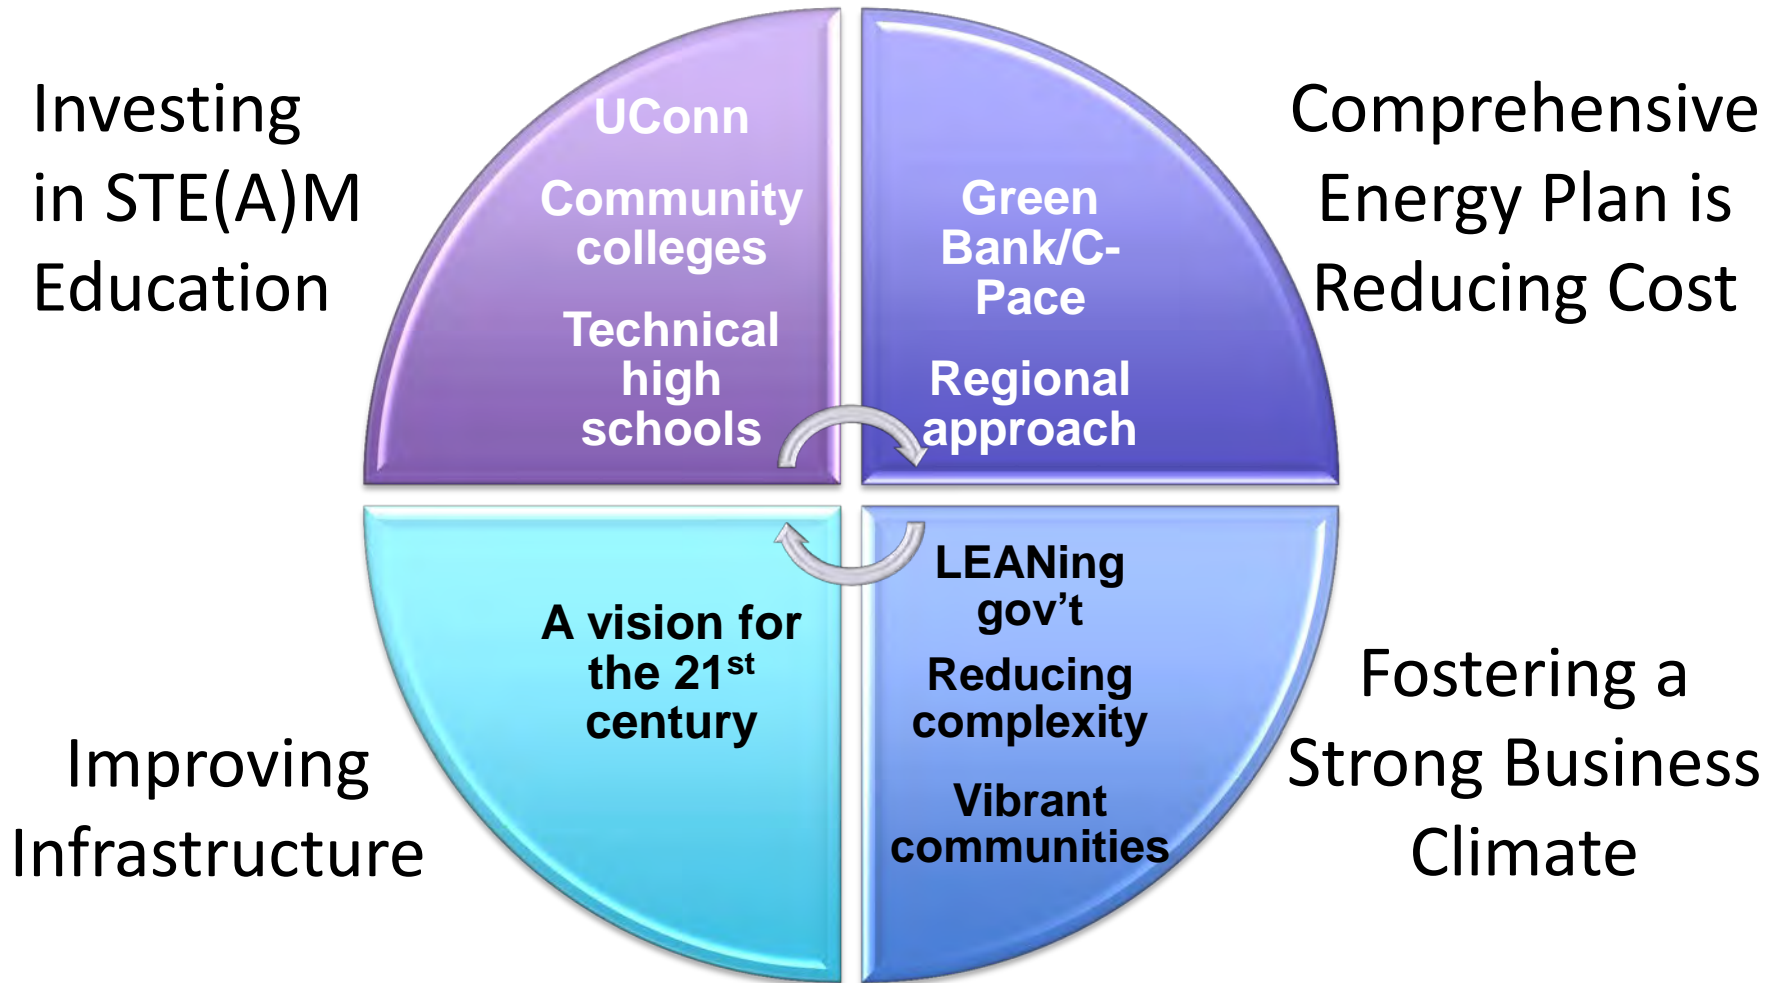 Investing
in STE(A)M
Education
UConn
Community
colleges
Technical
high
schools
Green
Bank/C-
Pace
Regional
approach
Comprehensive
Energy Plan is
Reducing Cost
Improving
Infrastructure
A vision for
the 21st
century
LEANing
gov’t
Reducing
complexity
Vibrant
communities
Fostering a
Strong Business
Climate